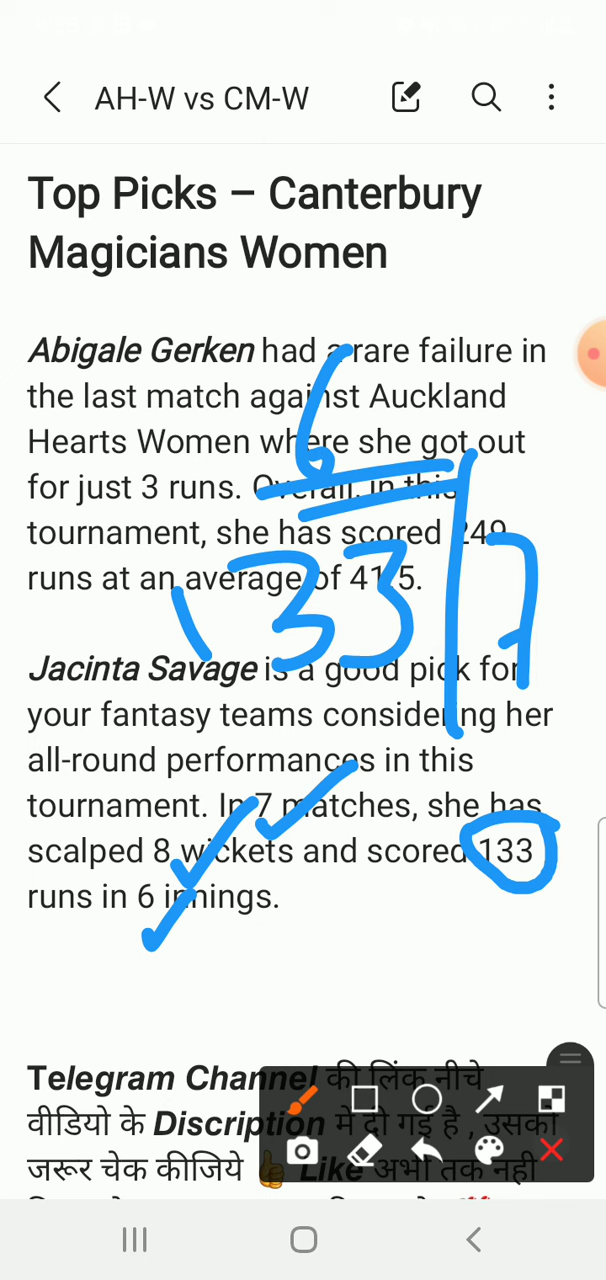 AH-W vs CM-W
Top Picks – Canterbury
Magicians Women
Abigale Gerken had a rare failure in
the last match against Auckland
Hearts Women where she got out
for just 3 runs. Overall, in this
tournament, she has scored 249
runs at an average of 41.5.
6
133
7
Jacinta Savage is a good pick for
your fantasy teams considering her
all-round performances in this
tournament. In 7 matches, she has
scalped 8 wickets and scored 133
runs in 6 innings.
Telegram Channel की लिंक नीचे
वीडियो के Discription में दी गई है , उसको
जरूर चेक कीजिये 👍 Like अभी तक नही